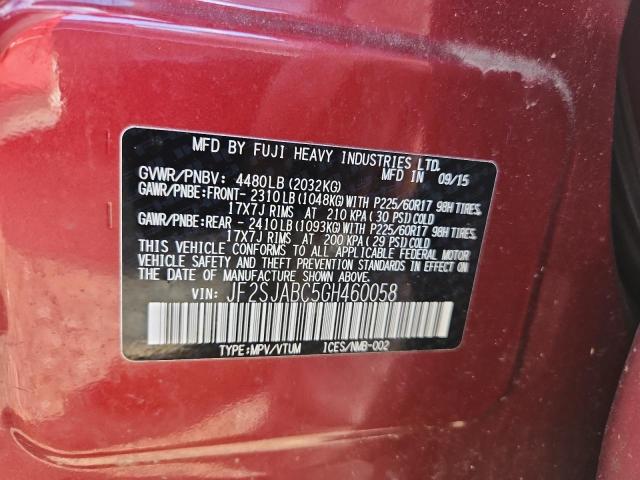 MFD BY FUJI HEAVY INDUSTRIES LTD.
MFD IN 09/15
GVWR/PNBV: 4480LB (2032KG)
GAWR/PNBE:FRONT- 2310LB (1048KG) WITH P225/60R17 98H TIRES,
17X7J RIMS AT 210 KPA ( 30 PSI) COLD
GAWR/PNBE: REAR - 2410LB (1093KG) WITH P225/60R17 98H TIRES,
17X7J RIMS AT 200 KPA ( 29 PSI) COLD
THIS VEHICLE CONFORMS TO ALL APPLICABLE FEDERAL MOTOR
VEHICLE SAFETY, BUMPER, AND THEFT PREVENTION STANDARDS
IN EFFECT ON THE DATE OF MANUFACTURE SHOWN ABOVE.
VIN: JF2SJABC5GH460058
TYPE:MPV/VTUM ICES/NMB-002